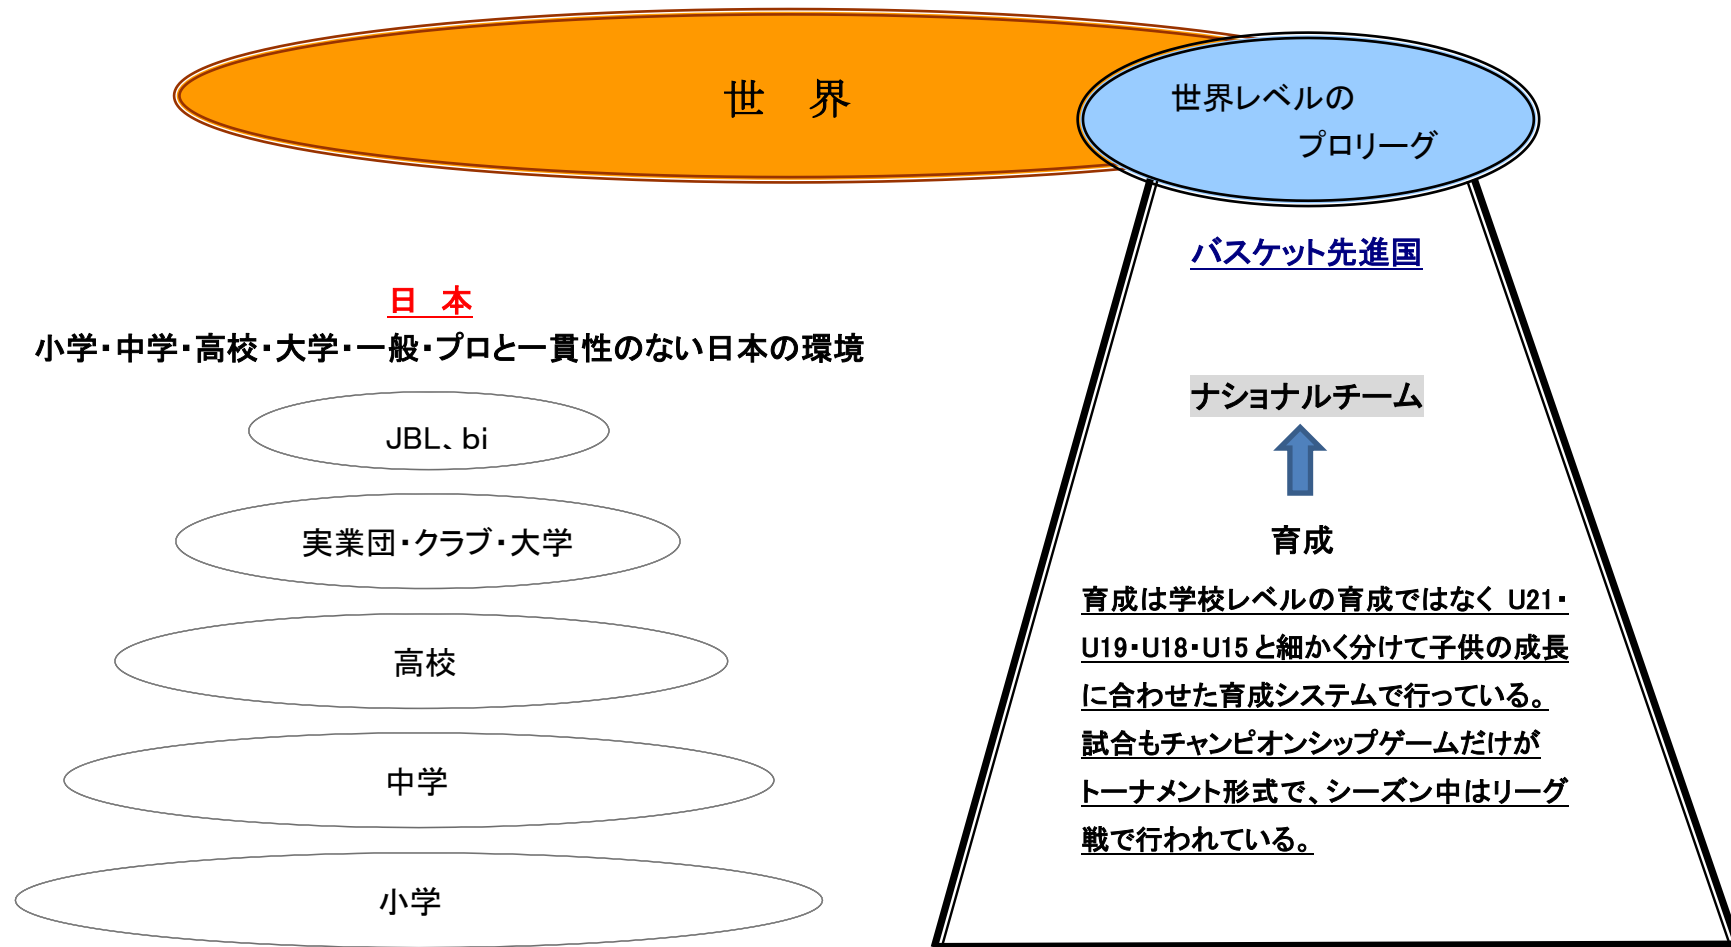 世 界
世界レベルの
プロリーグ
バスケット先進国
日 本
小学・中学・高校・大学・一般・プロと一貫性のない日本の環境
ナショナルチーム
JBL、bj
実業団・クラブ・大学
育成
育成は学校レベルの育成ではなく U21・
U19・U18・U15と細かく分けて子供の成長
に合わせた育成システムで行っている。
試合もチャンピオンシップゲームだけが
トーナメント形式で、シーズン中はリーグ
戦で行われている。
高校
中学
小学